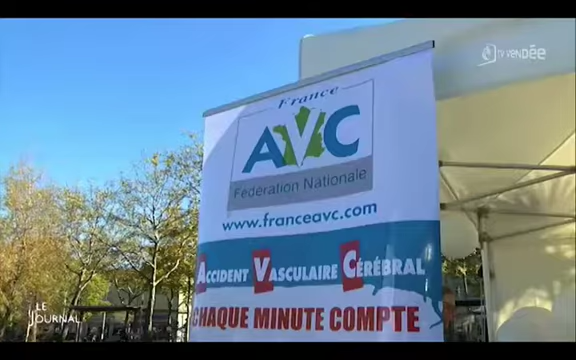 TV VENDÉE
France
AVC
Fédération Nationale
www.franceavc.com
ACCIDENT VASCULAIRE CÉRÉBRAL
CHAQUE MINUTE COMPTE
LE
JOURNAL